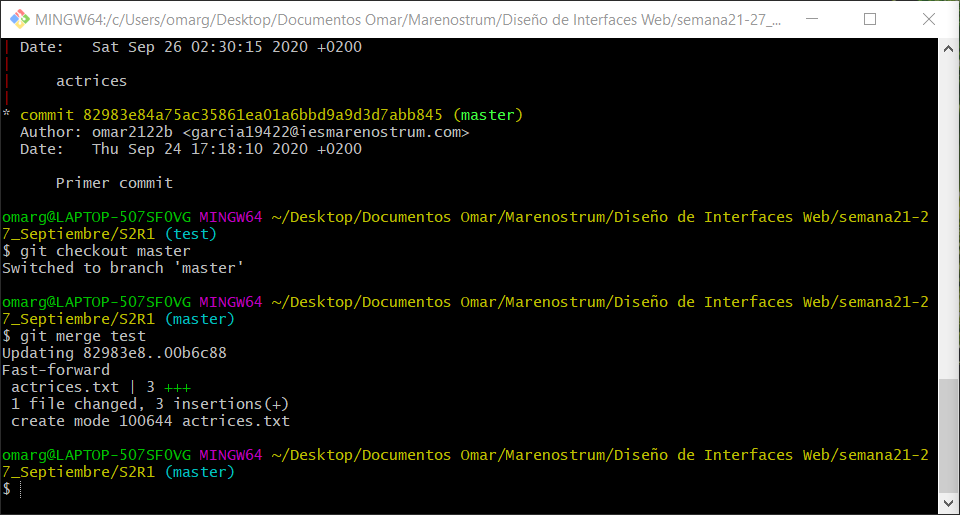 MINGW64:/c/Users/omarg/Desktop/Documentos Omar/Marenostrum/Diseño de Interfaces Web/semana21-27_...
| Date:   Sat Sep 26 02:30:15 2020 +0200
|
|     actrices
|
* commit 82983e84a75ac35861ea01a6bbd9a9d3d7abb845 (master)
  Author: omar2122b <garcia19422@iesmarenostrum.com>
  Date:   Thu Sep 24 17:18:10 2020 +0200
      Primer commit
omarg@LAPTOP-507SF0VG MINGW64 ~/Desktop/Documentos Omar/Marenostrum/Diseño de Interfaces Web/semana21-2
7_Septiembre/S2R1 (test)
$ git checkout master
Switched to branch 'master'
omarg@LAPTOP-507SF0VG MINGW64 ~/Desktop/Documentos Omar/Marenostrum/Diseño de Interfaces Web/semana21-2
7_Septiembre/S2R1 (master)
$ git merge test
Updating 82983e8..00b6c88
Fast-forward
 actrices.txt | 3 +++
 1 file changed, 3 insertions(+)
 create mode 100644 actrices.txt
omarg@LAPTOP-507SF0VG MINGW64 ~/Desktop/Documentos Omar/Marenostrum/Diseño de Interfaces Web/semana21-2
7_Septiembre/S2R1 (master)
$